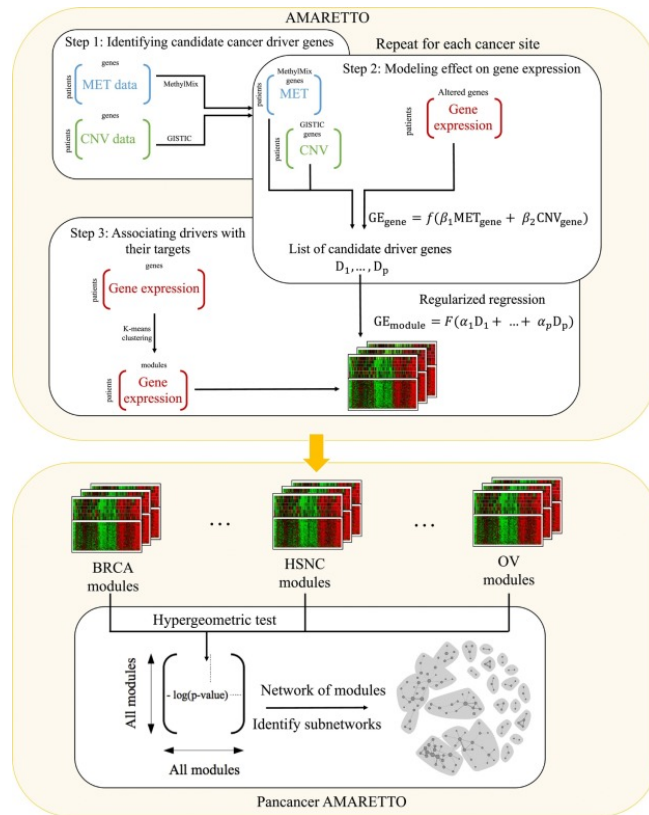 AMARETTO
Step 1: Identifying candidate cancer driver genes
genes
patients
MET data
MethylMix
genes
patients
CNV data
GISTIC
Repeat for each cancer site
Step 2: Modeling effect on gene expression
MethylMix
genes
patients
MET
GISTIC
genes
patients
CNV
Altered genes
patients
Gene
expression
GE_gene = f(β₁MET_gene + β₂CNV_gene)
List of candidate driver genes
D₁, …, Dₚ
Step 3: Associating drivers with
their targets
genes
patients
Gene expression
K-means
clustering
modules
patients
Gene
expression
Regularized regression
GE_module = F(α₁D₁ + … + αₚDₚ)
BRCA
modules
…
HSNC
modules
…
OV
modules
Hypergeometric test
All modules
- log(p-value)
All modules
Network of modules
Identify subnetworks
Pancancer AMARETTO